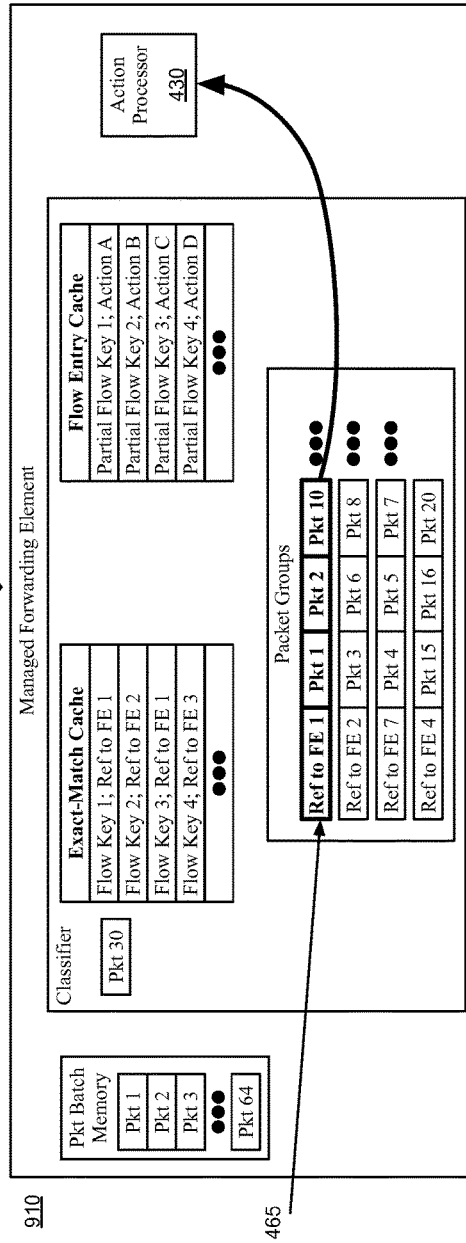 910
Managed Forwarding Element
Pkt Batch
Memory
Pkt 1
Pkt 2
Pkt 3
Pkt 64
Classifier
Pkt 30
Exact-Match Cache
Flow Key 1; Ref to FE 1
Flow Key 2; Ref to FE 2
Flow Key 3; Ref to FE 1
Flow Key 4; Ref to FE 3
Flow Entry Cache
Partial Flow Key 1; Action A
Partial Flow Key 2; Action B
Partial Flow Key 3; Action C
Partial Flow Key 4; Action D
Action
Processor
430
465
Packet Groups
Ref to FE 1 Pkt 1 Pkt 2 Pkt 10
Ref to FE 2 Pkt 3 Pkt 6 Pkt 8
Ref to FE 7 Pkt 4 Pkt 5 Pkt 7
Ref to FE 4 Pkt 15 Pkt 16 Pkt 20